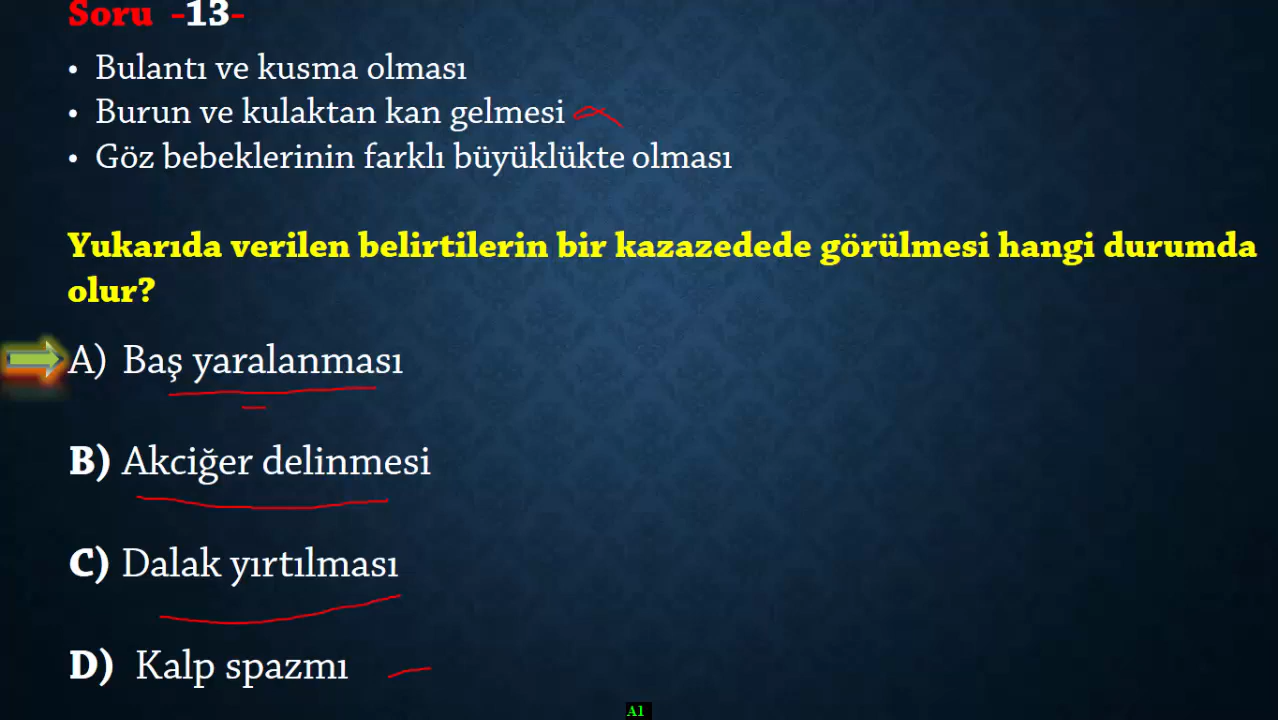 Soru -13-
• Bulantı ve kusma olması
• Burun ve kulaktan kan gelmesi
• Göz bebeklerinin farklı büyüklükte olması
Yukarıda verilen belirtilerin bir kazazedede görülmesi hangi durumda
olur?
A) Baş yaralanması
B) Akciğer delinmesi
C) Dalak yırtılması
D) Kalp spazmı
A1